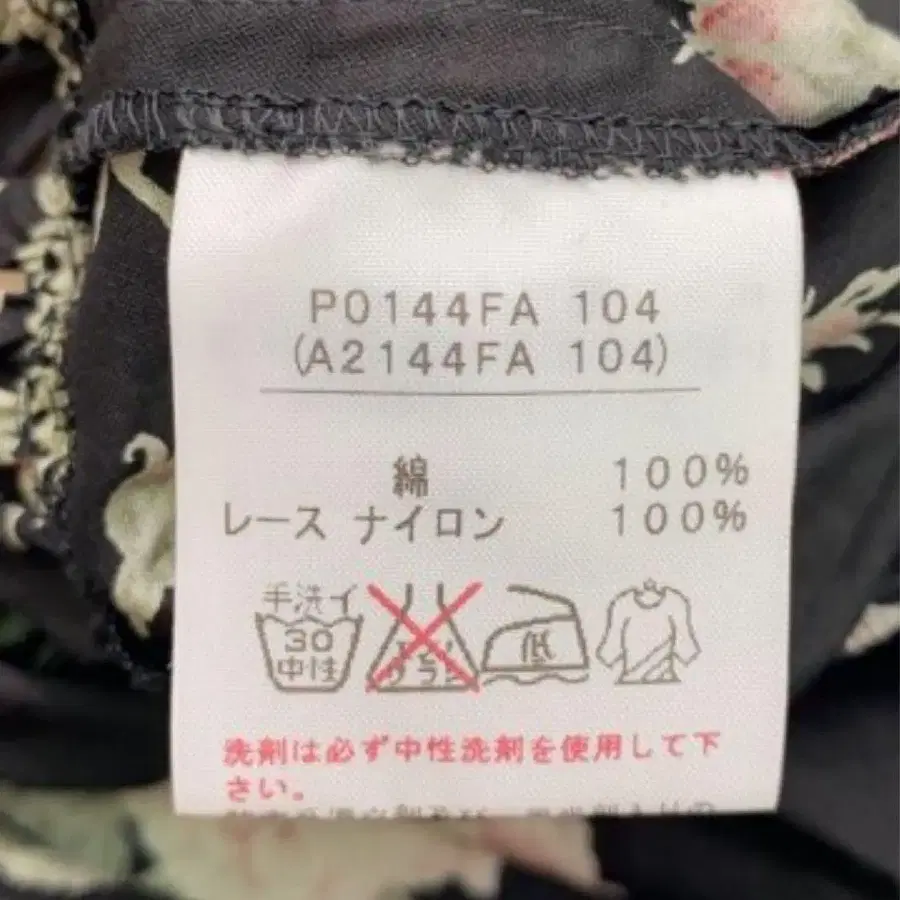 P0144FA 104
(A2144FA 104)
綿 100%
レース ナイロン 100%
手洗イ
30
中性
低
洗剤は必ず中性洗剤を使用して下
さい。